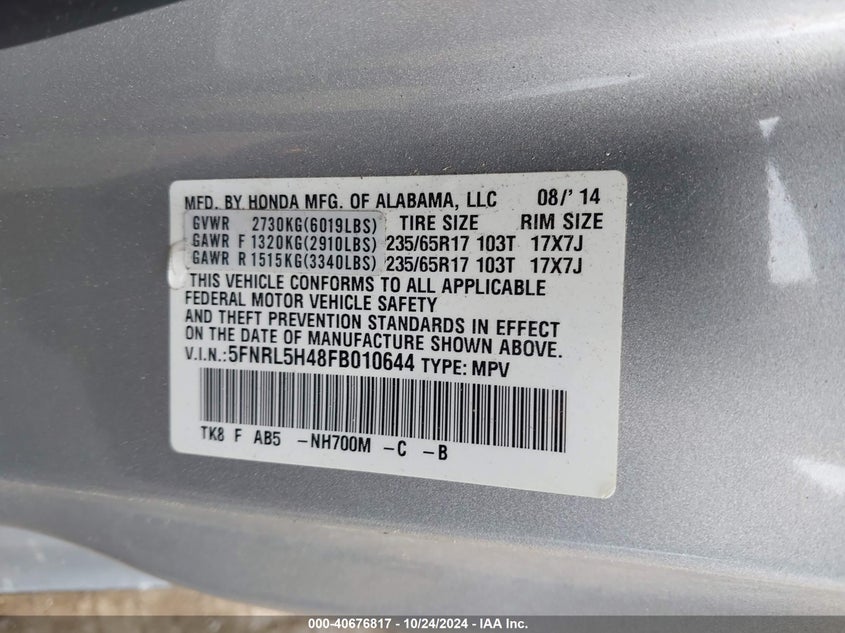 MFD. BY HONDA MFG. OF ALABAMA, LLC 08/' 14
GVWR 2730KG(6019LBS) TIRE SIZE RIM SIZE
GAWR F 1320KG(2910LBS) 235/65R17 103T 17X7J
GAWR R 1515KG(3340LBS) 235/65R17 103T 17X7J
THIS VEHICLE CONFORMS TO ALL APPLICABLE
FEDERAL MOTOR VEHICLE SAFETY
AND THEFT PREVENTION STANDARDS IN EFFECT
ON THE DATE OF MANUFACTURE SHOWN ABOVE.
V.I.N.:5FNRL5H48FB010644 TYPE: MPV
TK8 F AB5 -NH700M -C -B
000-40676817 - 10/24/2024 - IAA Inc.